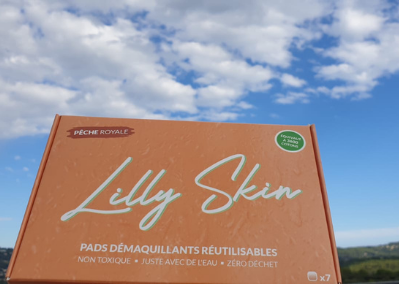 PÊCHE ROYALE
Lilly Skin
PADS DÉMAQUILLANTS RÉUTILISABLES
NON TOXIQUE • JUSTE AVEC DE L'EAU • ZÉRO DÉCHET
x7